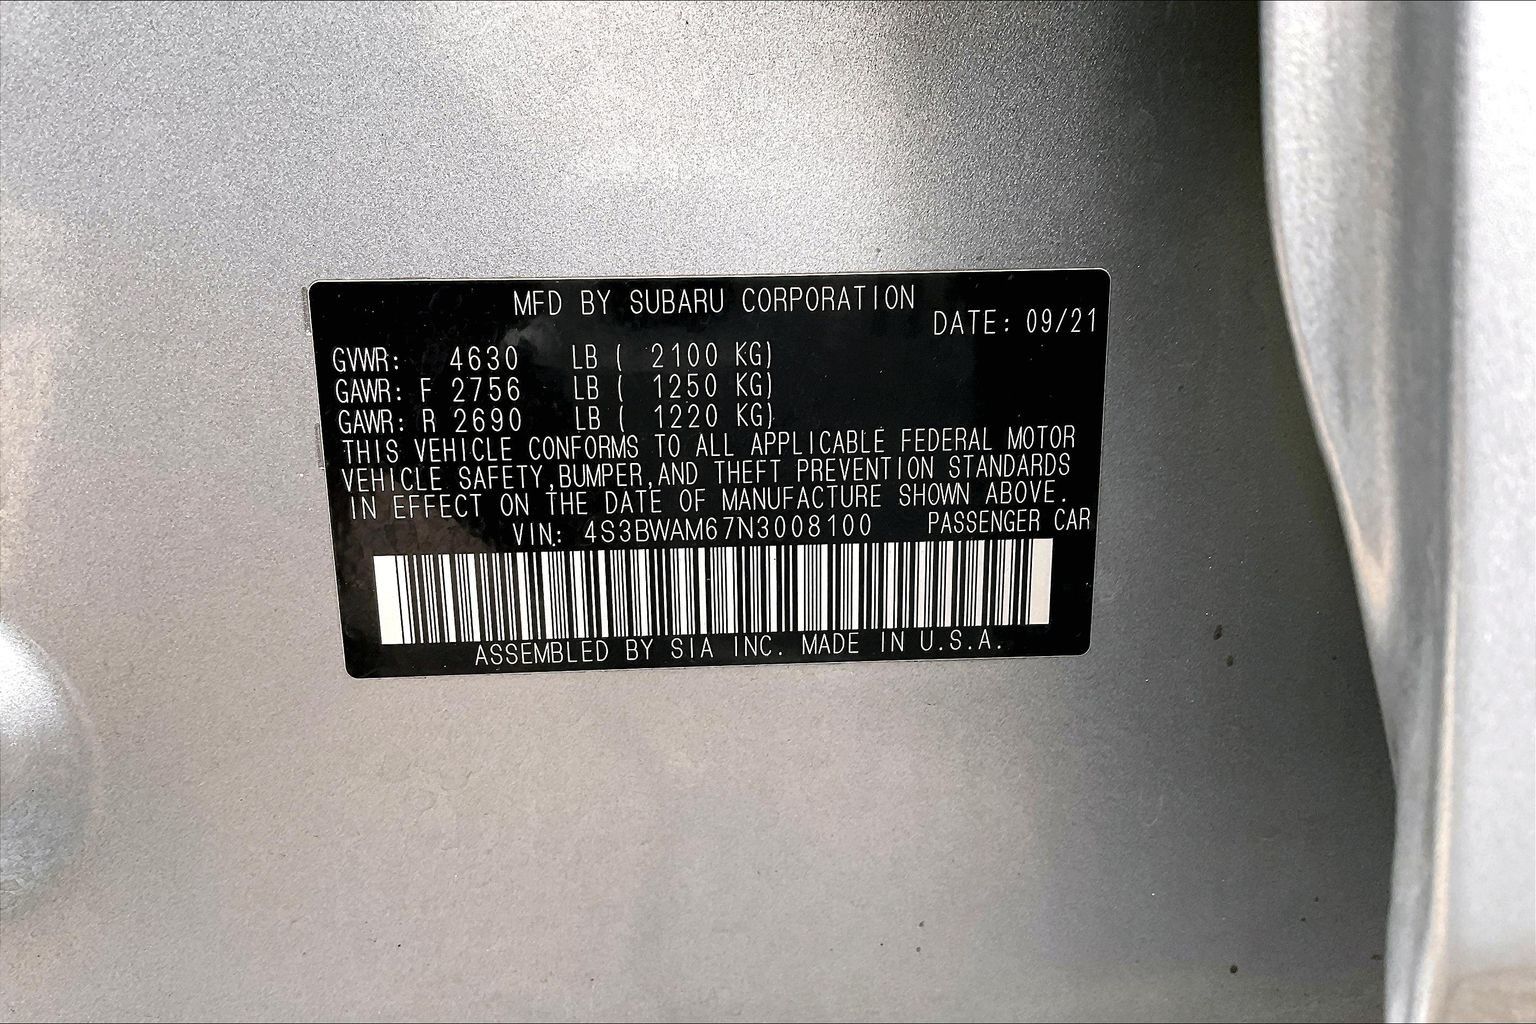 MFD BY SUBARU CORPORATION
DATE: 09/21
GVWR: 4630 LB ( 2100 KG)
GAWR: F 2756 LB ( 1250 KG)
GAWR: R 2690 LB ( 1220 KG)
THIS VEHICLE CONFORMS TO ALL APPLICABLE FEDERAL MOTOR
VEHICLE SAFETY,BUMPER,AND THEFT PREVENTION STANDARDS
IN EFFECT ON THE DATE OF MANUFACTURE SHOWN ABOVE.
VIN: 4S3BWAM67N3008100 PASSENGER CAR
ASSEMBLED BY SIA INC. MADE IN U.S.A.